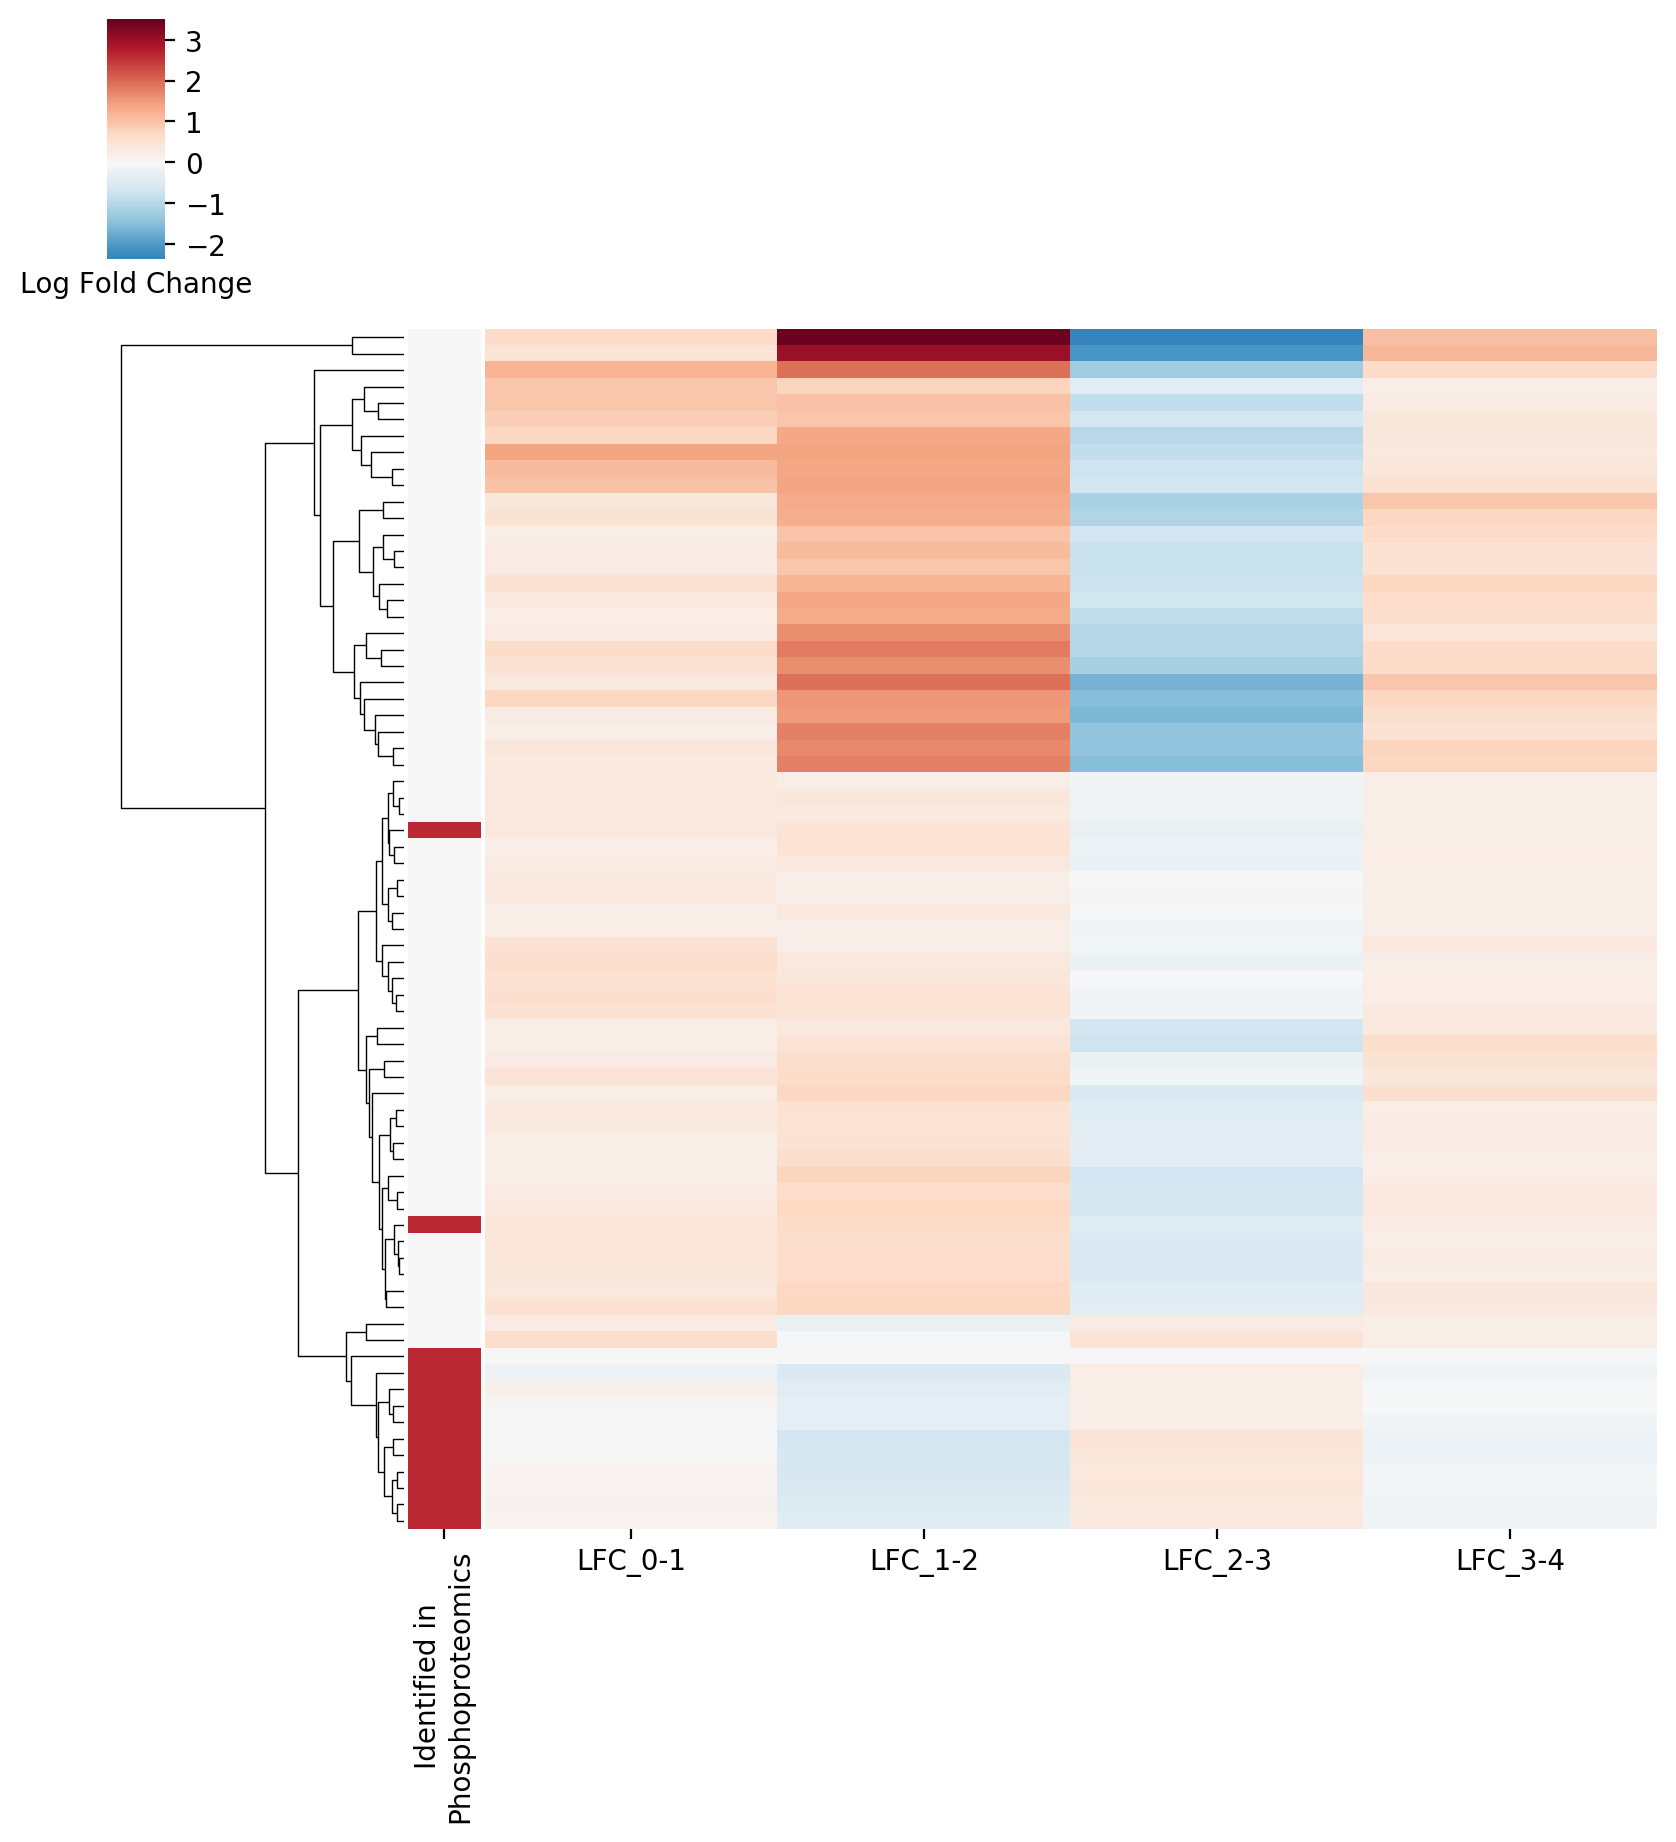 3
2
1
0
−1
−2
Log Fold Change
LFC_0-1
LFC_1-2
LFC_2-3
LFC_3-4
Identified in
Phosphoproteomics